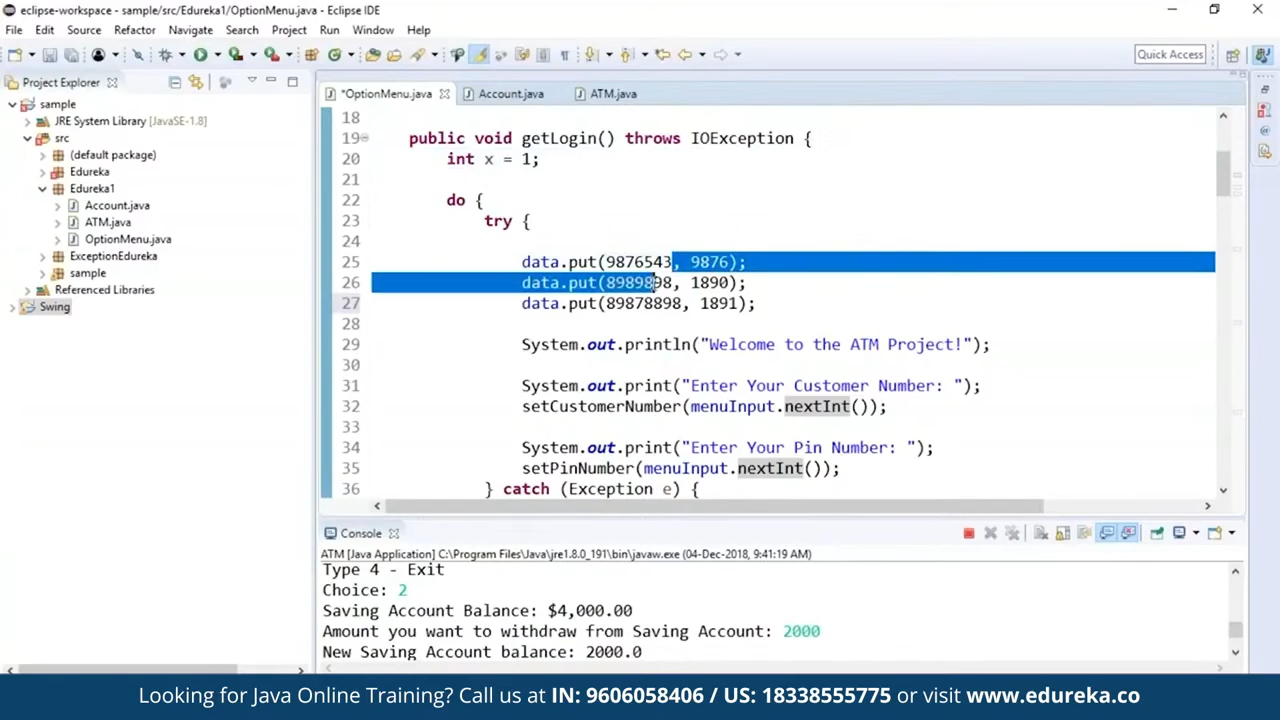 eclipse-workspace - sample/src/Edureka1/OptionMenu.java - Eclipse IDE
File Edit Source Refactor Navigate Search Project Run Window Help
Quick Access
Project Explorer
sample
JRE System Library [JavaSE-1.8]
src
(default package)
Edureka
Edureka1
Account.java
ATM.java
OptionMenu.java
ExceptionEdureka
sample
Referenced Libraries
Swing
*OptionMenu.java Account.java ATM.java
18
19 public void getLogin() throws IOException {
20 int x = 1;
21
22 do {
23 try {
24
25 data.put(9876543, 9876);
26 data.put(8989898, 1890);
27 data.put(89878898, 1891);
28
29 System.out.println("Welcome to the ATM Project!");
30
31 System.out.print("Enter Your Customer Number: ");
32 setCustomerNumber(menuInput.nextInt());
33
34 System.out.print("Enter Your Pin Number: ");
35 setPinNumber(menuInput.nextInt());
36 } catch (Exception e) {
Console
ATM [Java Application] C:\Program Files\Java\jre1.8.0_191\bin\javaw.exe (04-Dec-2018, 9:41:19 AM)
Type 4 - Exit
Choice: 2
Saving Account Balance: $4,000.00
Amount you want to withdraw from Saving Account: 2000
New Saving Account balance: 2000.0
Looking for Java Online Training? Call us at IN: 9606058406 / US: 18338555775 or visit www.edureka.co